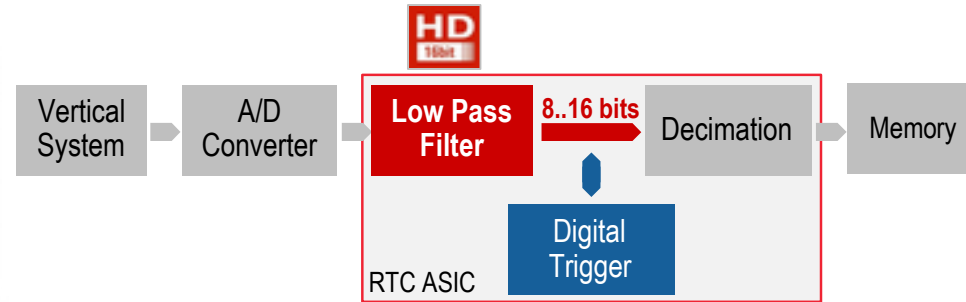 HD
16bit
Vertical
System
A/D
Converter
Low Pass
Filter
8..16 bits
Decimation
Memory
Digital
Trigger
RTC ASIC